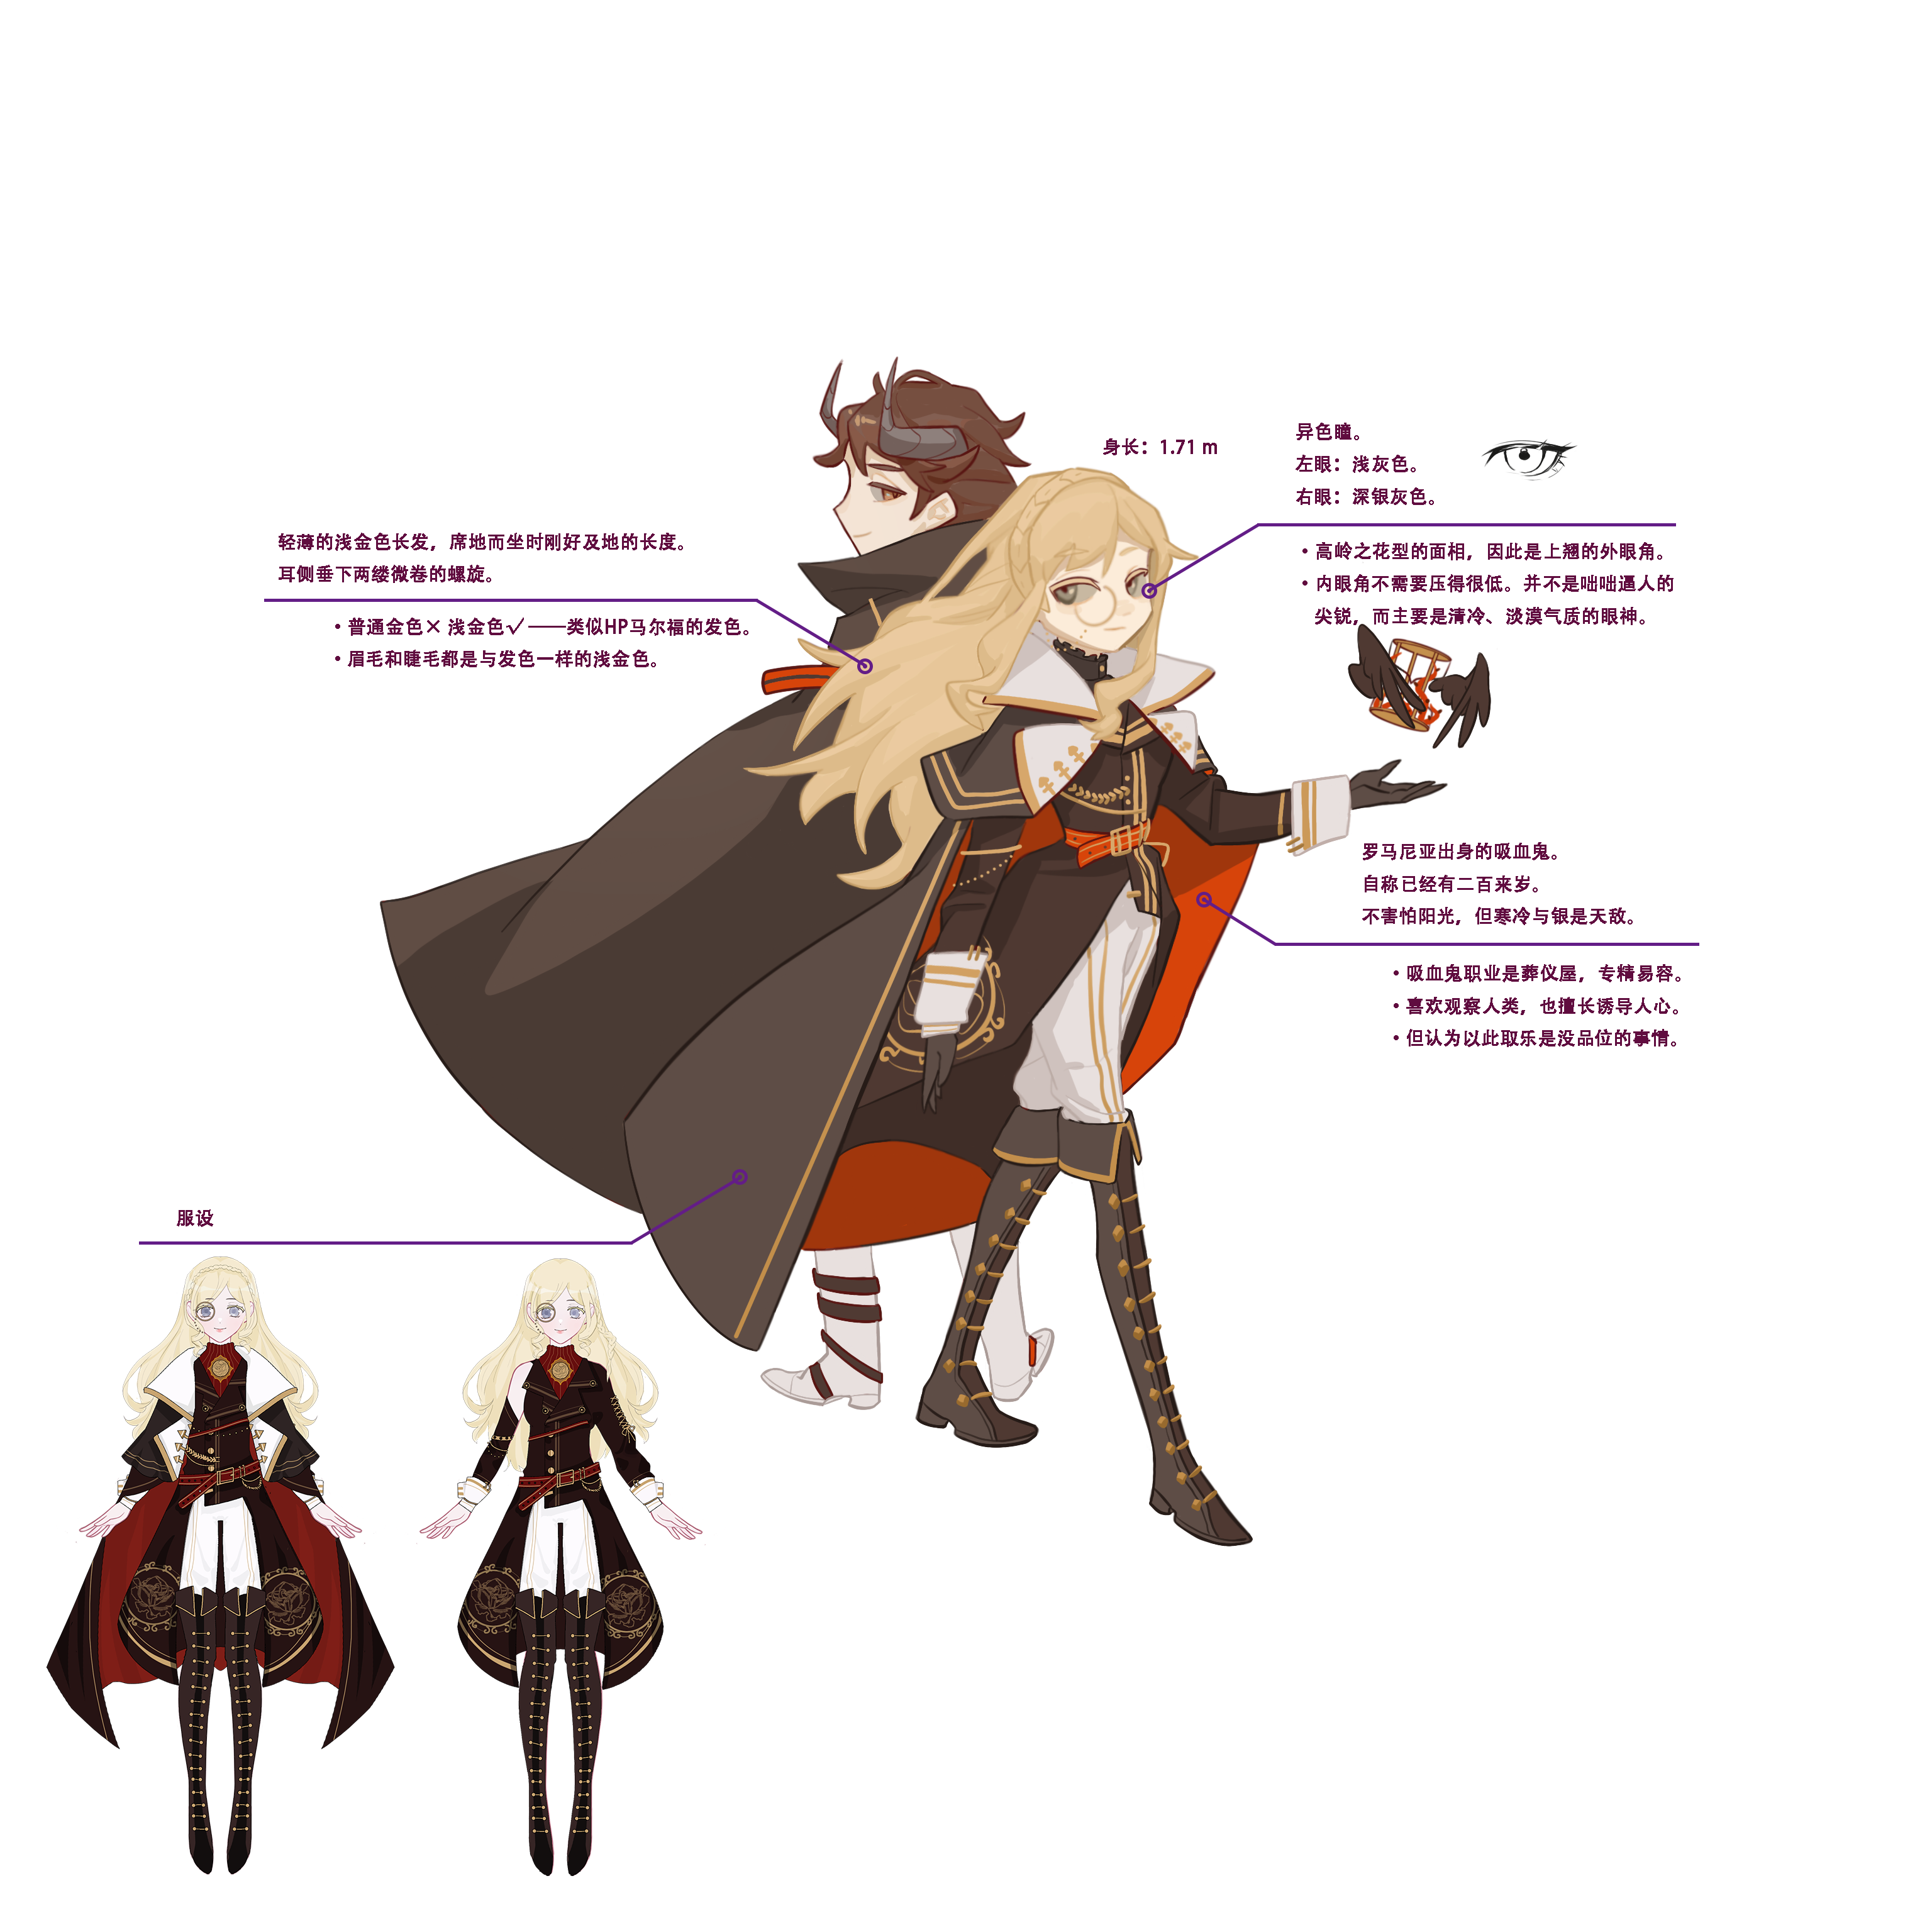 身长：1.71 m
异色瞳。
左眼：浅灰色。
右眼：深银灰色。
• 高岭之花型的面相，因此是上翘的外眼角。
• 内眼角不需要压得很低。并不是咄咄逼人的
尖锐，而主要是清冷、淡漠气质的眼神。
轻薄的浅金色长发，席地而坐时刚好及地的长度。
耳侧垂下两缕微卷的螺旋。
• 普通金色× 浅金色✓——类似HP马尔福的发色。
• 眉毛和睫毛都是与发色一样的浅金色。
罗马尼亚出身的吸血鬼。
自称已经有二百来岁。
不害怕阳光，但寒冷与银是天敌。
• 吸血鬼职业是葬仪屋，专精易容。
• 喜欢观察人类，也擅长诱导人心。
• 但认为以此取乐是没品位的事情。
服设